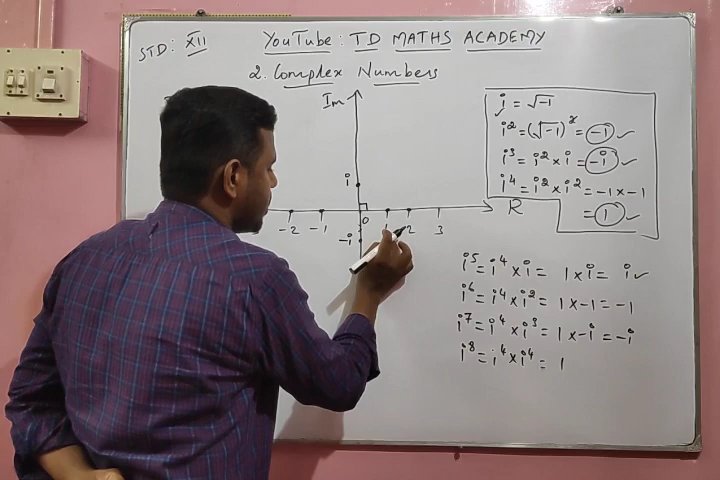 STD: XII
YouTube: TD MATHS ACADEMY
2. Complex Numbers
Im
i
-2 -1 0 1 2 3
R
-i
i = √-1
i² = (√-1)² = -1 ✓
i³ = i² × i = -i ✓
i⁴ = i² × i² = -1 × -1
= 1 ✓
i⁵ = i⁴ × i = 1 × i = i ✓
i⁶ = i⁴ × i² = 1 × -1 = -1
i⁷ = i⁴ × i³ = 1 × -i = -i
i⁸ = i⁴ × i⁴ = 1